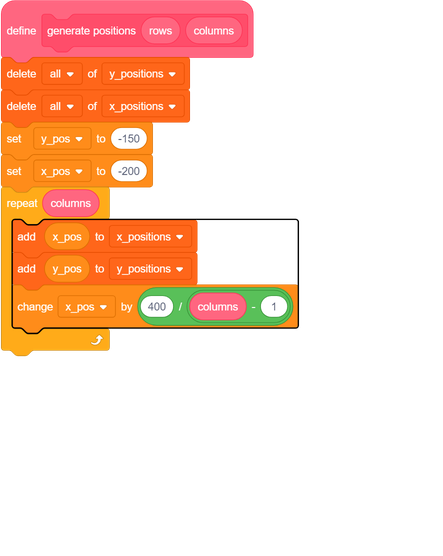 define generate positions rows columns
delete all of y_positions
delete all of x_positions
set y_pos to -150
set x_pos to -200
repeat columns
add x_pos to x_positions
add y_pos to y_positions
change x_pos by 400 / columns - 1